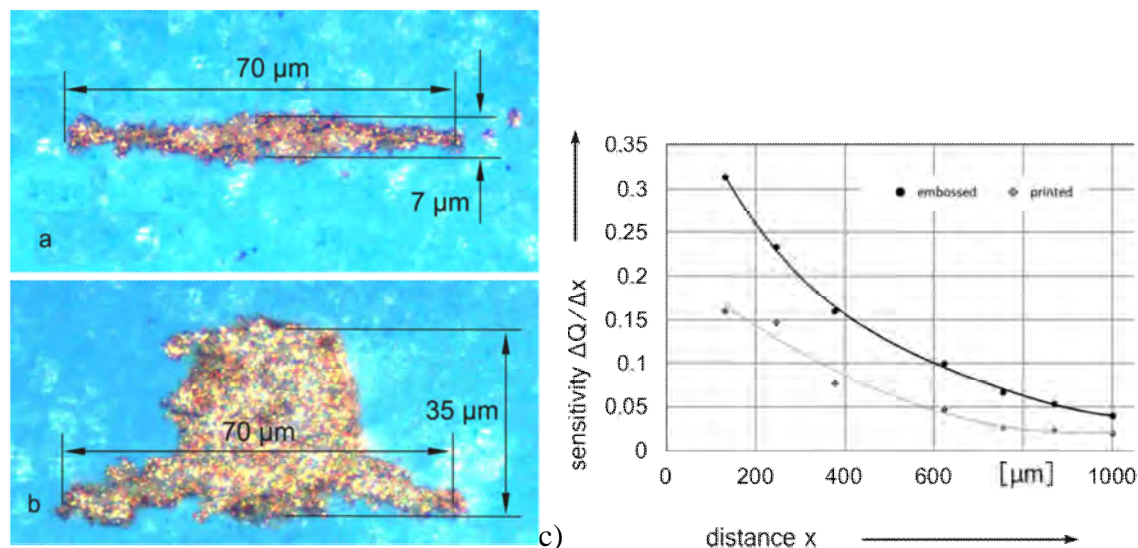 70 µm
7 µm
a
70 µm
35 µm
b
c)
sensitivity ΔQ/Δx
0.35
0.3
0.25
0.2
0.15
0.1
0.05
0
embossed
printed
0
200
400
600
800
[µm]
1000
distance x